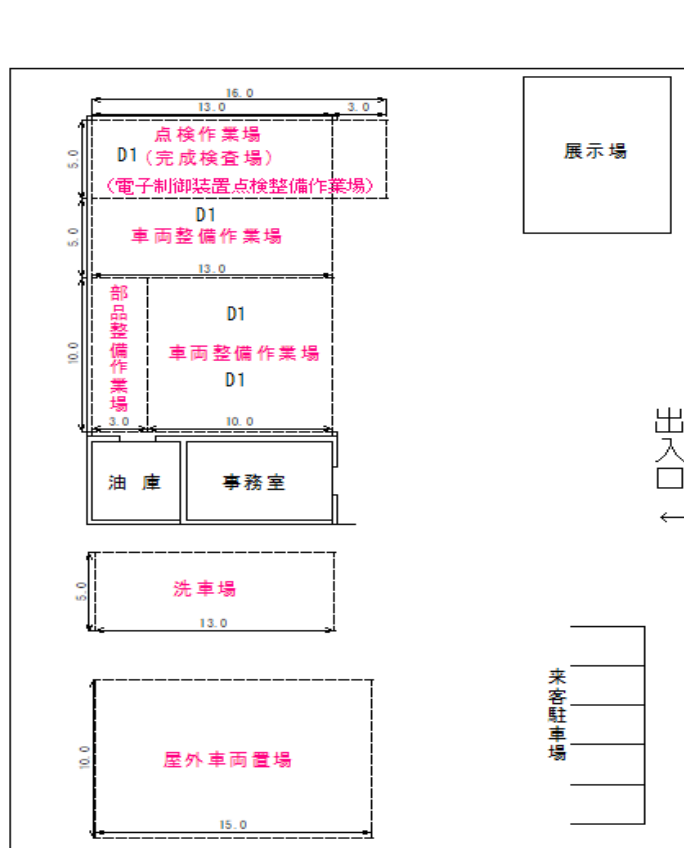 16.0
13.0
3.0
点検作業場
D1
(完成検査場)
(電子制御装置点検整備作業場)
5.0
D1
車両整備作業場
5.0
13.0
部品整備作業場
D1
車両整備作業場
D1
10.0
3.0
10.0
油庫
事務室
洗車場
5.0
13.0
屋外車両置場
10.0
15.0
展示場
出入口
←
来客駐車場